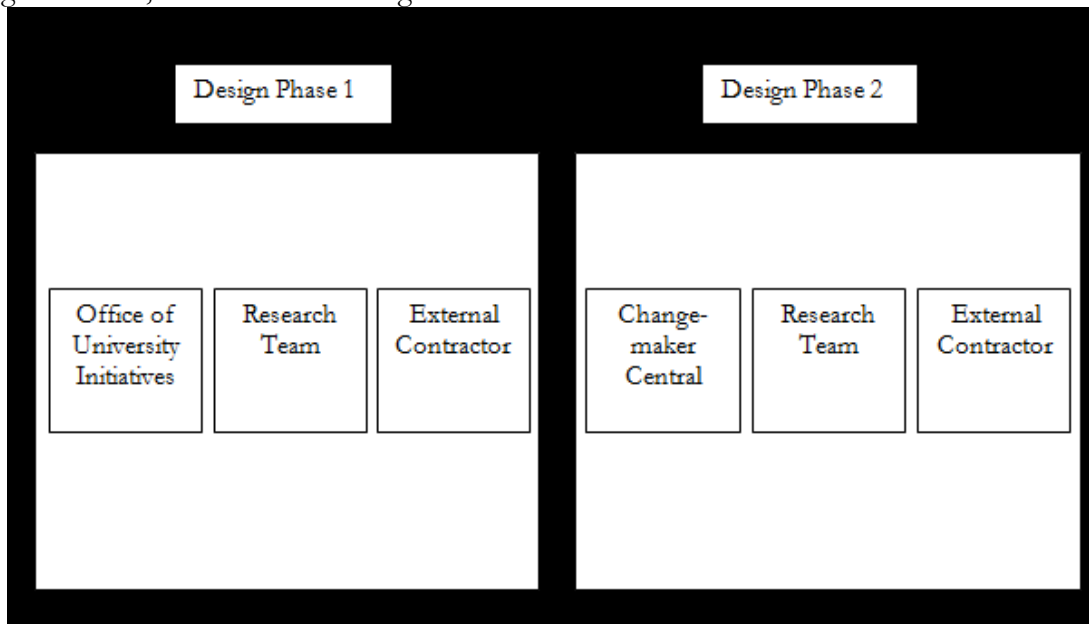 Design Phase 1
Design Phase 2
Office of
University
Initiatives
Research
Team
External
Contractor
Change-
maker
Central
Research
Team
External
Contractor